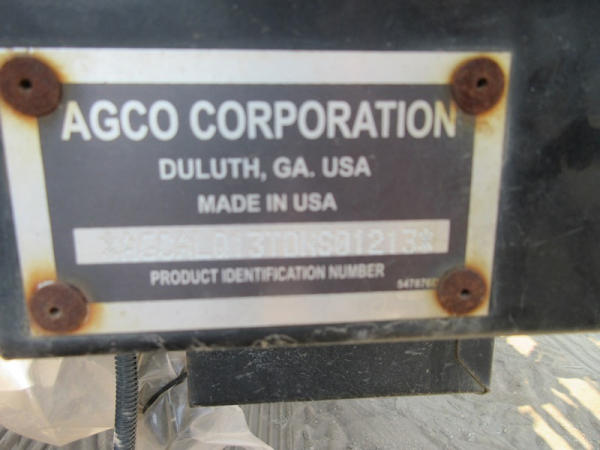 AGCO CORPORATION
DULUTH, GA. USA
MADE IN USA
PRODUCT IDENTIFICATION NUMBER